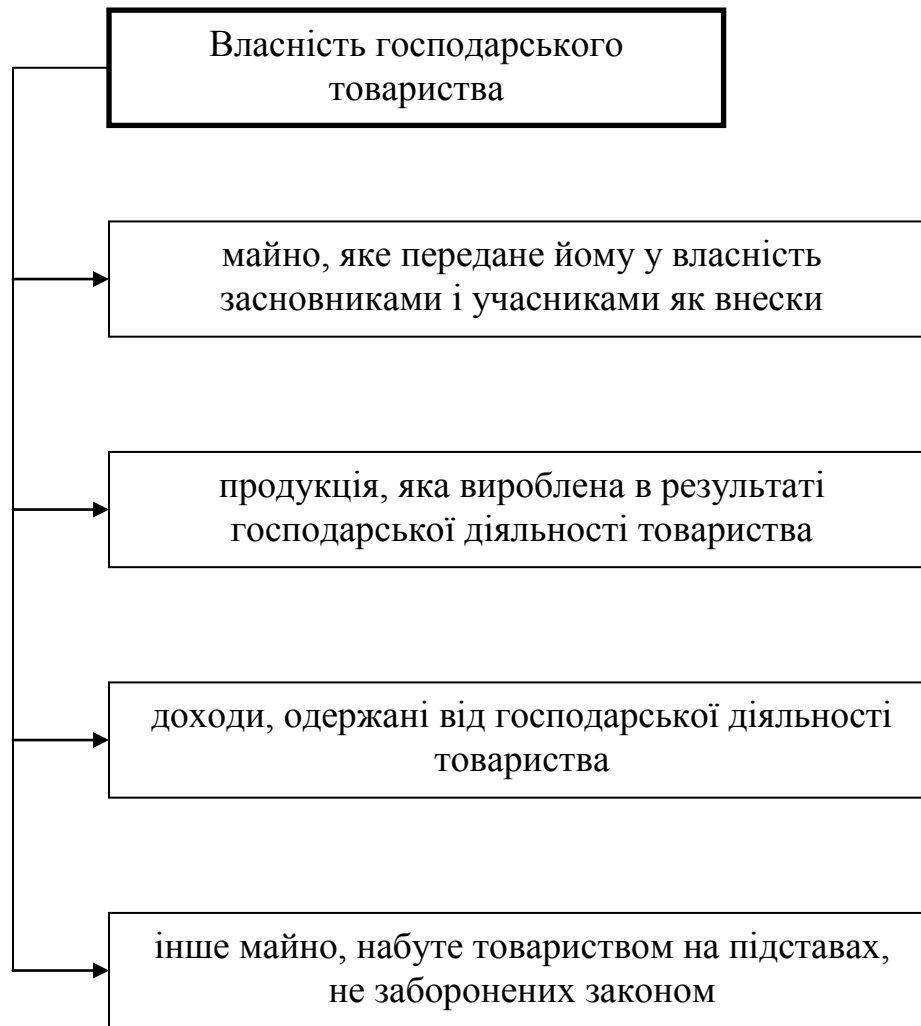 Власність господарського
товариства
майно, яке передане йому у власність
засновниками і учасниками як внески
продукція, яка вироблена в результаті
господарської діяльності товариства
доходи, одержані від господарської діяльності
товариства
інше майно, набуте товариством на підставах,
не заборонених законом